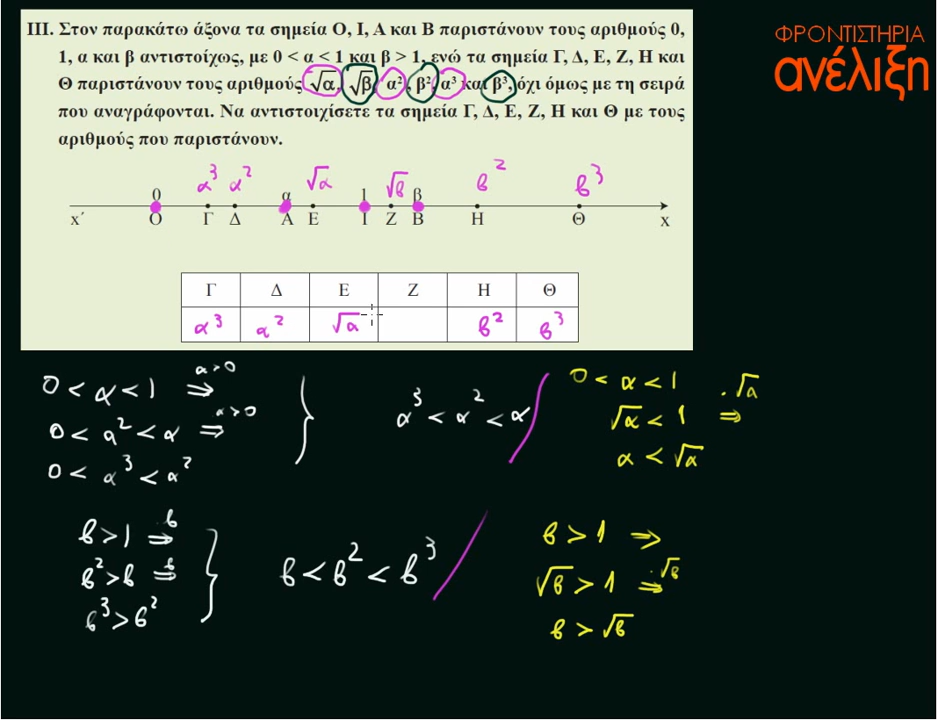 ΦΡΟΝΤΙΣΤΗΡΙΑ
ανέλιξη
III. Στον παρακάτω άξονα τα σημεία Ο, Ι, Α και Β παριστάνουν τους αριθμούς 0,
1, α και β αντιστοίχως, με 0 < α < 1 και β > 1, ενώ τα σημεία Γ, Δ, Ε, Ζ, Η και
Θ παριστάνουν τους αριθμούς √α, √β, α², β², α³ και β³, όχι όμως με τη σειρά
που αναγράφονται. Να αντιστοιχίσετε τα σημεία Γ, Δ, Ε, Ζ, Η και Θ με τους
αριθμούς που παριστάνουν.
α³ α² √α √β β² β³
0 α 1 β
x΄ Ο Γ Δ Α Ε Ι Ζ Β Η Θ x
Γ Δ Ε Ζ Η Θ
α³ α² √α β² β³
0 < α < 1 ⇒ α>0
0 < α² < α ⇒ α>0
0 < α³ < α²
α³ < α² < α
0 < α < 1
√α < 1 ⇒ ·√α
α < √α
β > 1 ⇒ β
β² > β ⇒ β
β³ > β²
β < β² < β³
β > 1 ⇒
√β > 1 ⇒ ·√β
β > √β